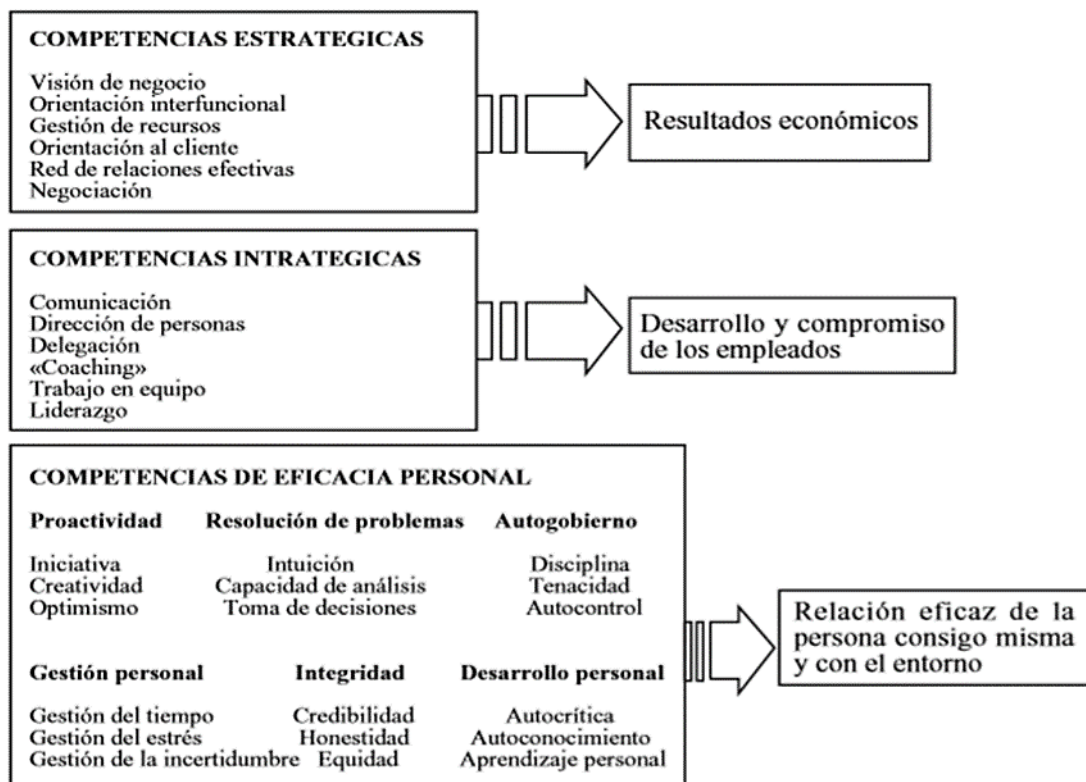 COMPETENCIAS ESTRATEGICAS
Visión de negocio
Orientación interfuncional
Gestión de recursos
Orientación al cliente
Red de relaciones efectivas
Negociación
Resultados económicos
COMPETENCIAS INTRATEGICAS
Comunicación
Dirección de personas
Delegación
«Coaching»
Trabajo en equipo
Liderazgo
Desarrollo y compromiso
de los empleados
COMPETENCIAS DE EFICACIA PERSONAL
Proactividad Resolución de problemas Autogobierno
Iniciativa Intuición Disciplina
Creatividad Capacidad de análisis Tenacidad
Optimismo Toma de decisiones Autocontrol
Gestión personal Integridad Desarrollo personal
Gestión del tiempo Credibilidad Autocrítica
Gestión del estrés Honestidad Autoconocimiento
Gestión de la incertidumbre Equidad Aprendizaje personal
Relación eficaz de la
persona consigo misma
y con el entorno